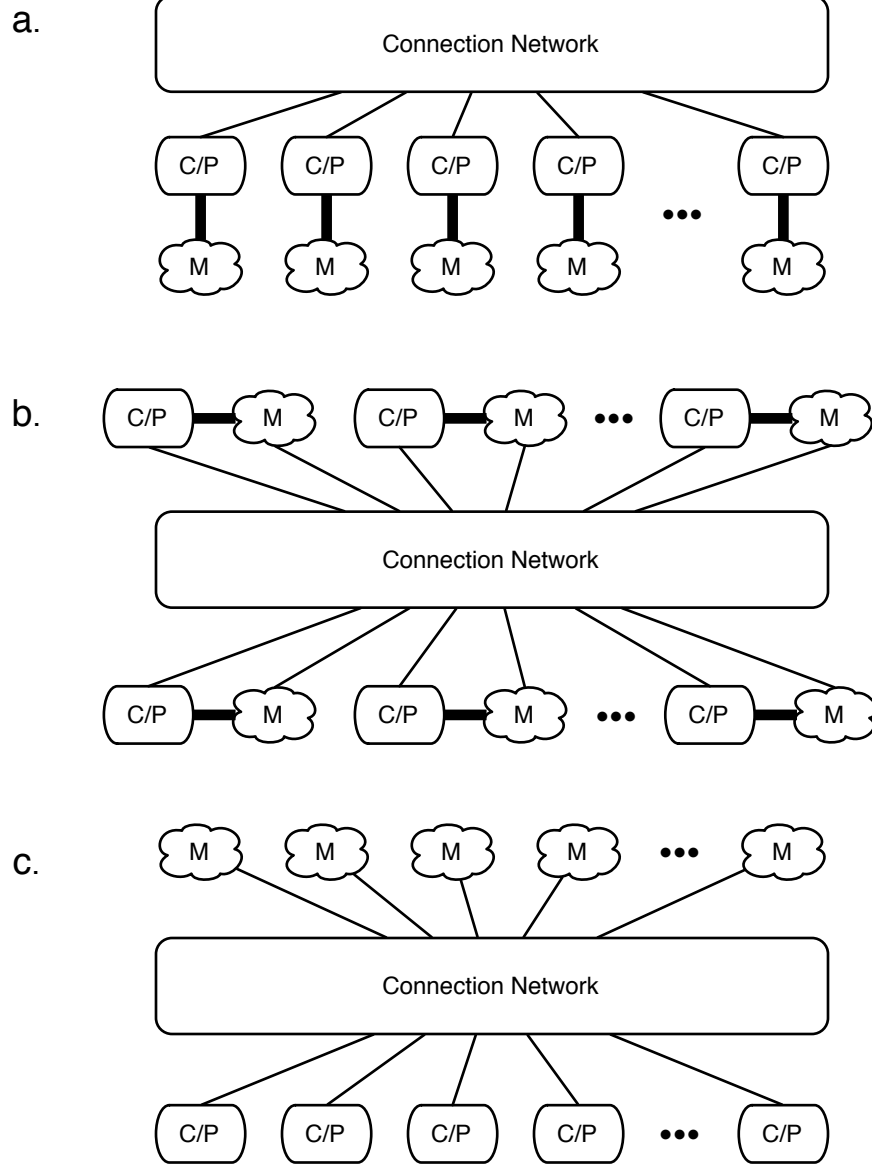 a.
Connection Network
C/P C/P C/P C/P ••• C/P
M M M M M
b.
C/P M C/P M ••• C/P M
Connection Network
C/P M C/P M ••• C/P M
c.
M M M M ••• M
Connection Network
C/P C/P C/P C/P ••• C/P